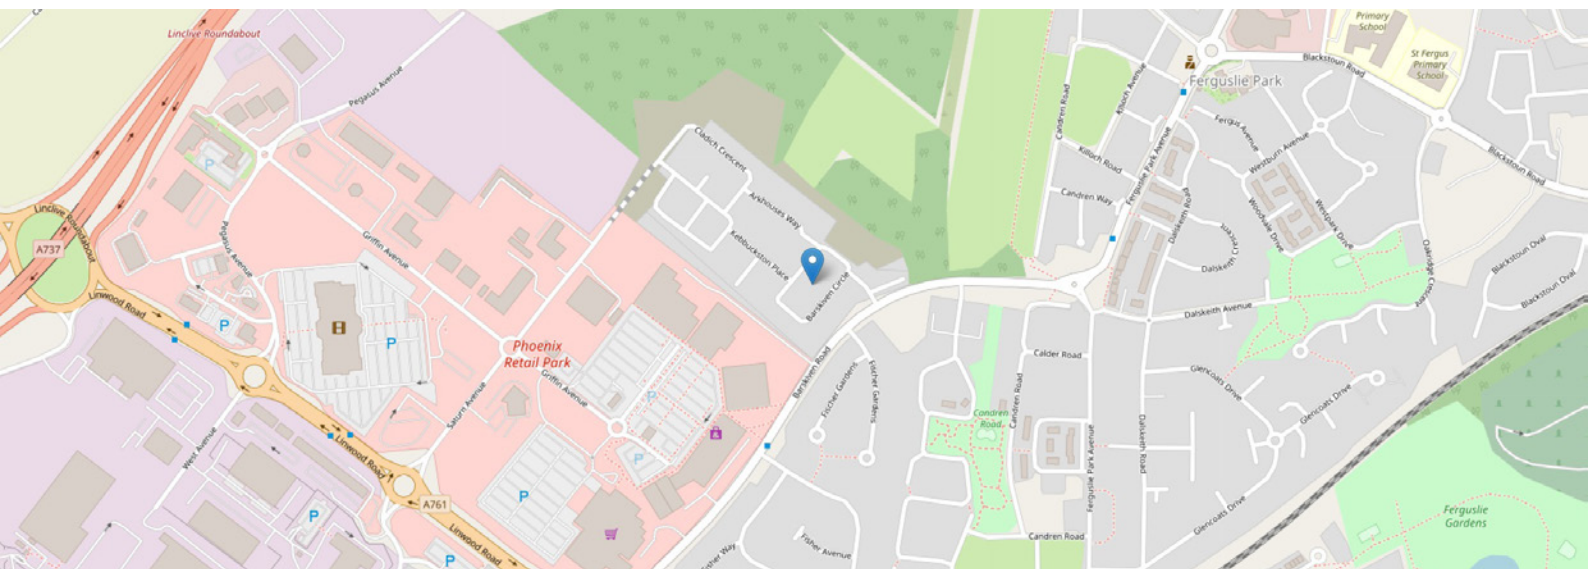 Linclive Roundabout
Primary
School
St Fergus
Primary
School
Blackstoun Road
Ferguslie Park
Pegasus Avenue
Candren Road
Killoch Avenue
Fergus Avenue
Cladich Crescent
Killoch Road
Westburn Avenue
Blackstoun Road
P
Ferguslie Park Avenue
Candren Way
Arkhouses Way
Dalskeith Road
Woodvale Drive
Westpark Drive
Linclive Roundabout
A737
Pegasus Avenue
Griffin Avenue
Kebbuckston Place
Dalskeith Crescent
Oakridge Crescent
Blackstoun Oval
Blackstoun Oval
Barskiven Circle
Linwood Road
Dalskeith Avenue
P
P
Phoenix
Retail Park
Griffin Avenue
Barskiven Road
Fischer Gardens
Fischer Gardens
Calder Road
Candren Road
Glencoats Drive
Glencoats Drive
P
Saturn Avenue
Candren
Road
Dalskeith Road
West Avenue
Linwood Road
P
Ferguslie Park Avenue
P
A761
P
Linwood Road
Glencoats Drive
Ferguslie
Gardens
P
Fisher Way
Fisher Avenue
Candren Road